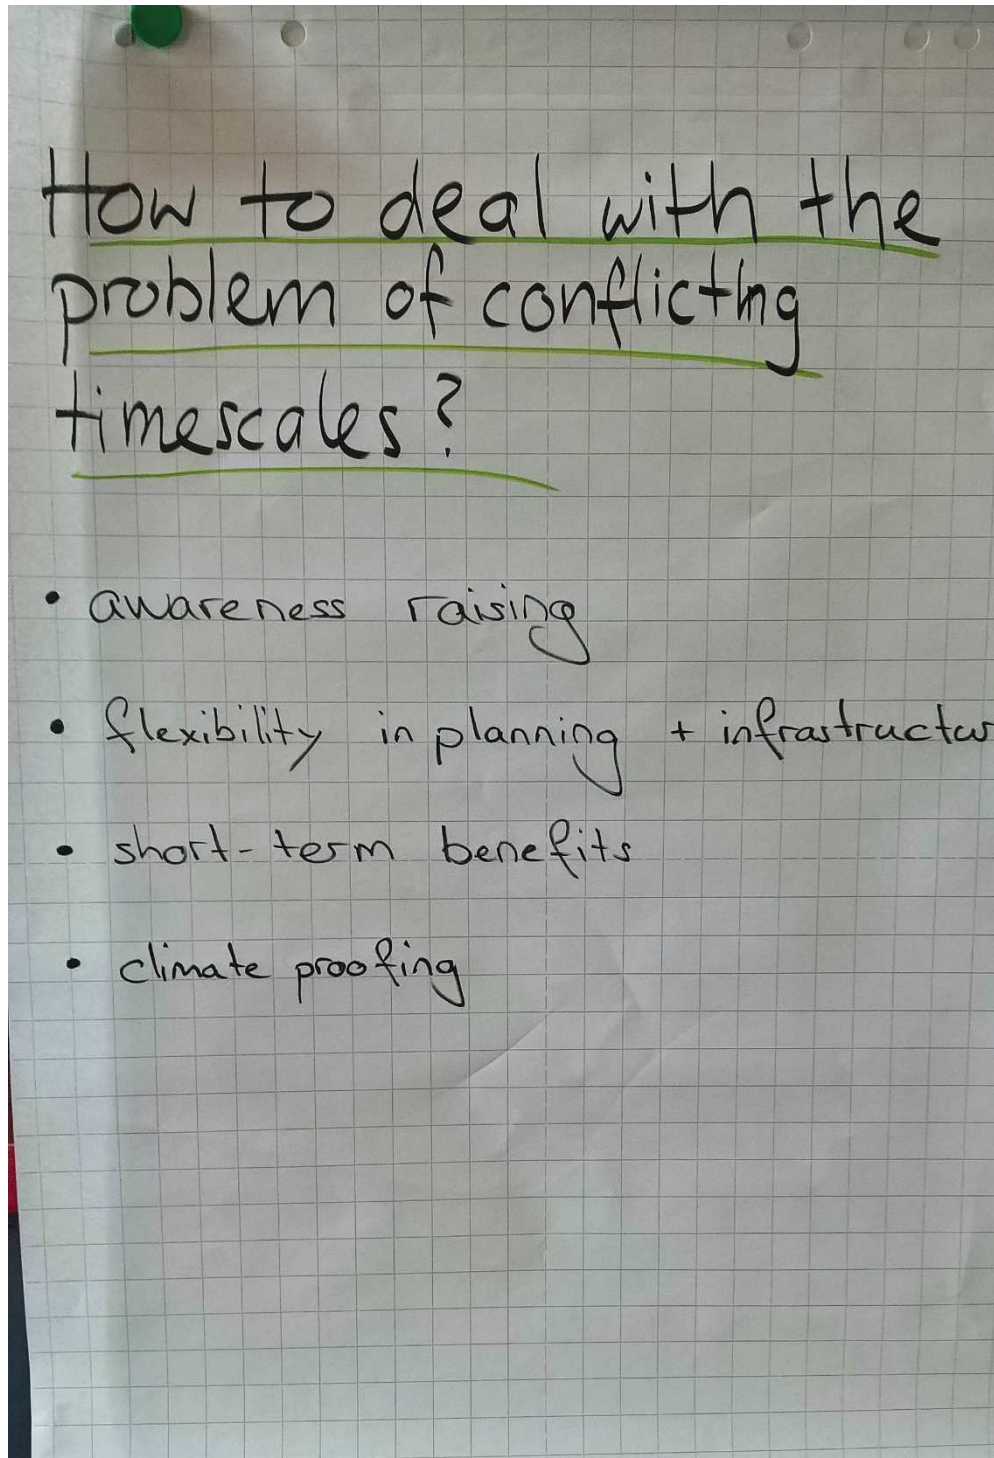 How to deal with the
problem of conflicting
timescales?
• awareness raising
• flexibility in planning + infrastructur
• short-term benefits
• climate proofing